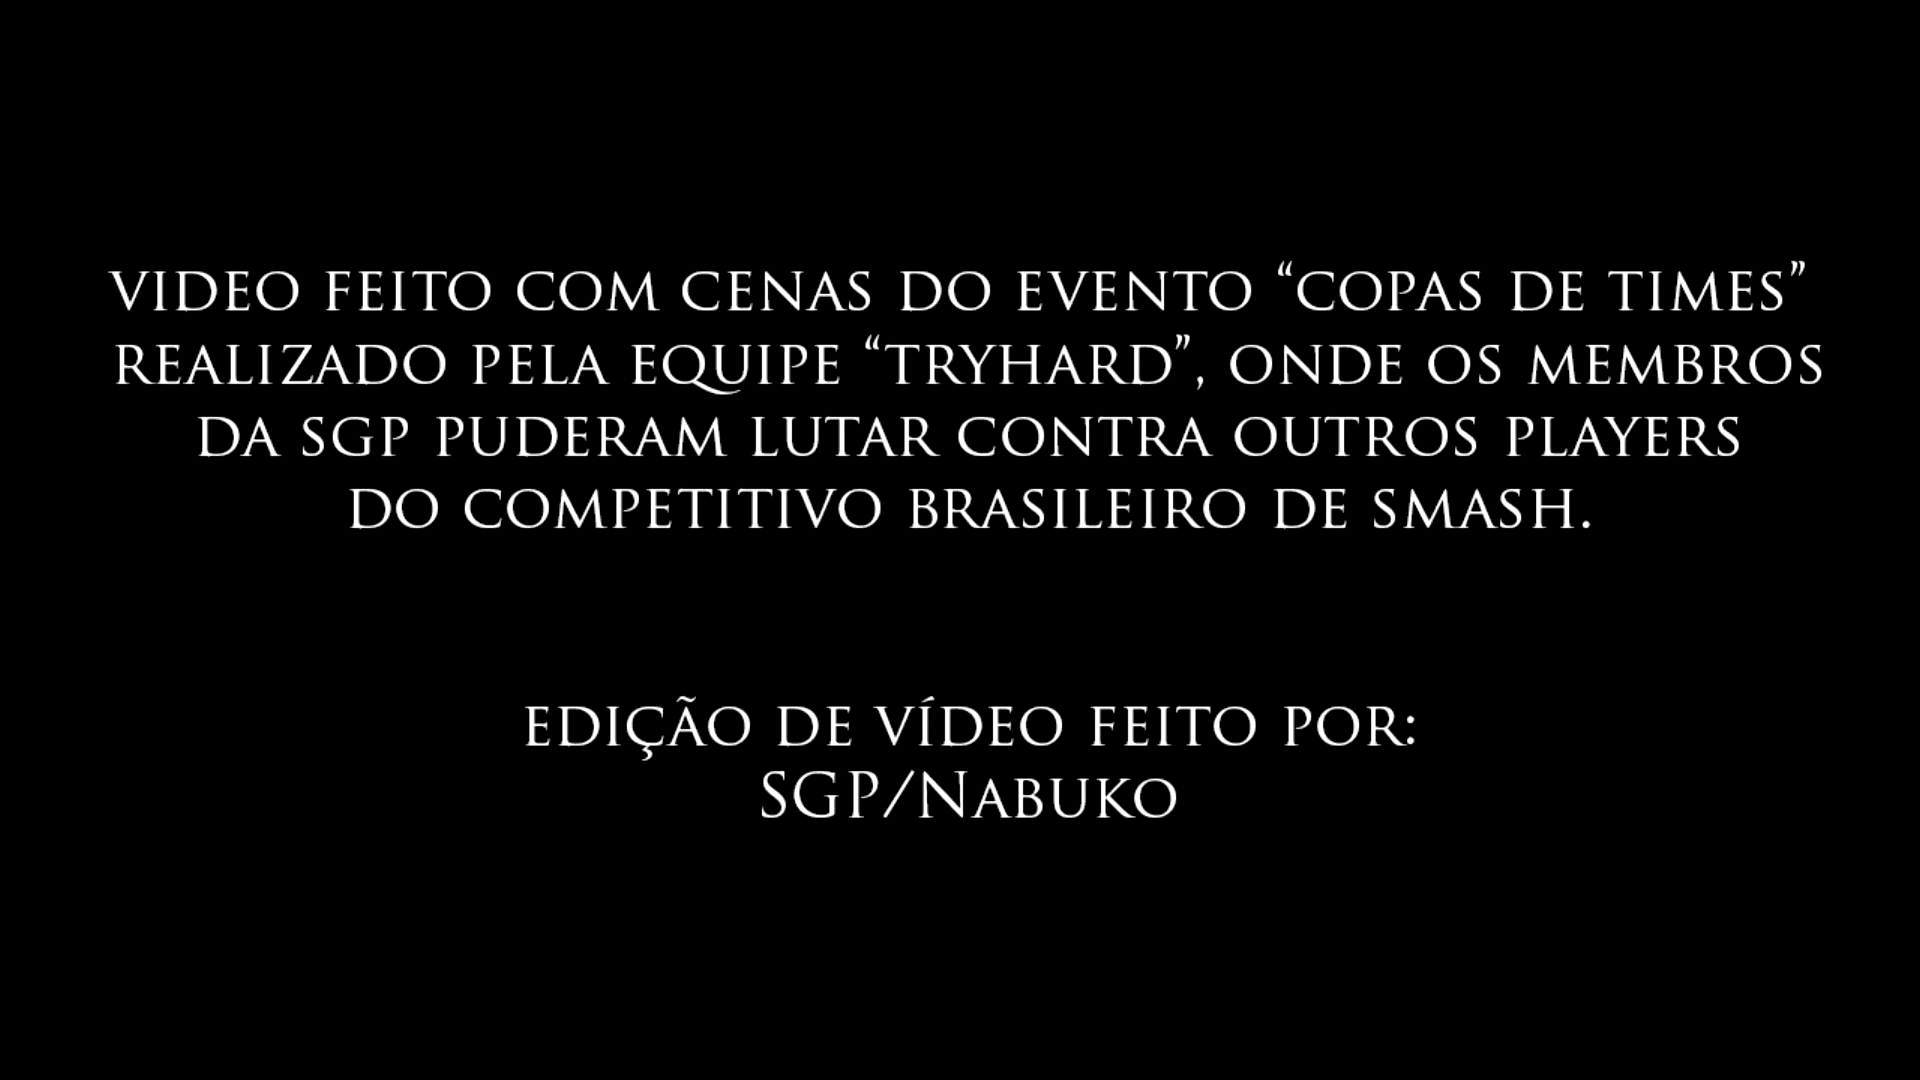 VIDEO FEITO COM CENAS DO EVENTO “COPAS DE TIMES”
REALIZADO PELA EQUIPE “TRYHARD”, ONDE OS MEMBROS
DA SGP PUDERAM LUTAR CONTRA OUTROS PLAYERS
DO COMPETITIVO BRASILEIRO DE SMASH.
EDIÇÃO DE VÍDEO FEITO POR:
SGP/NABUKO